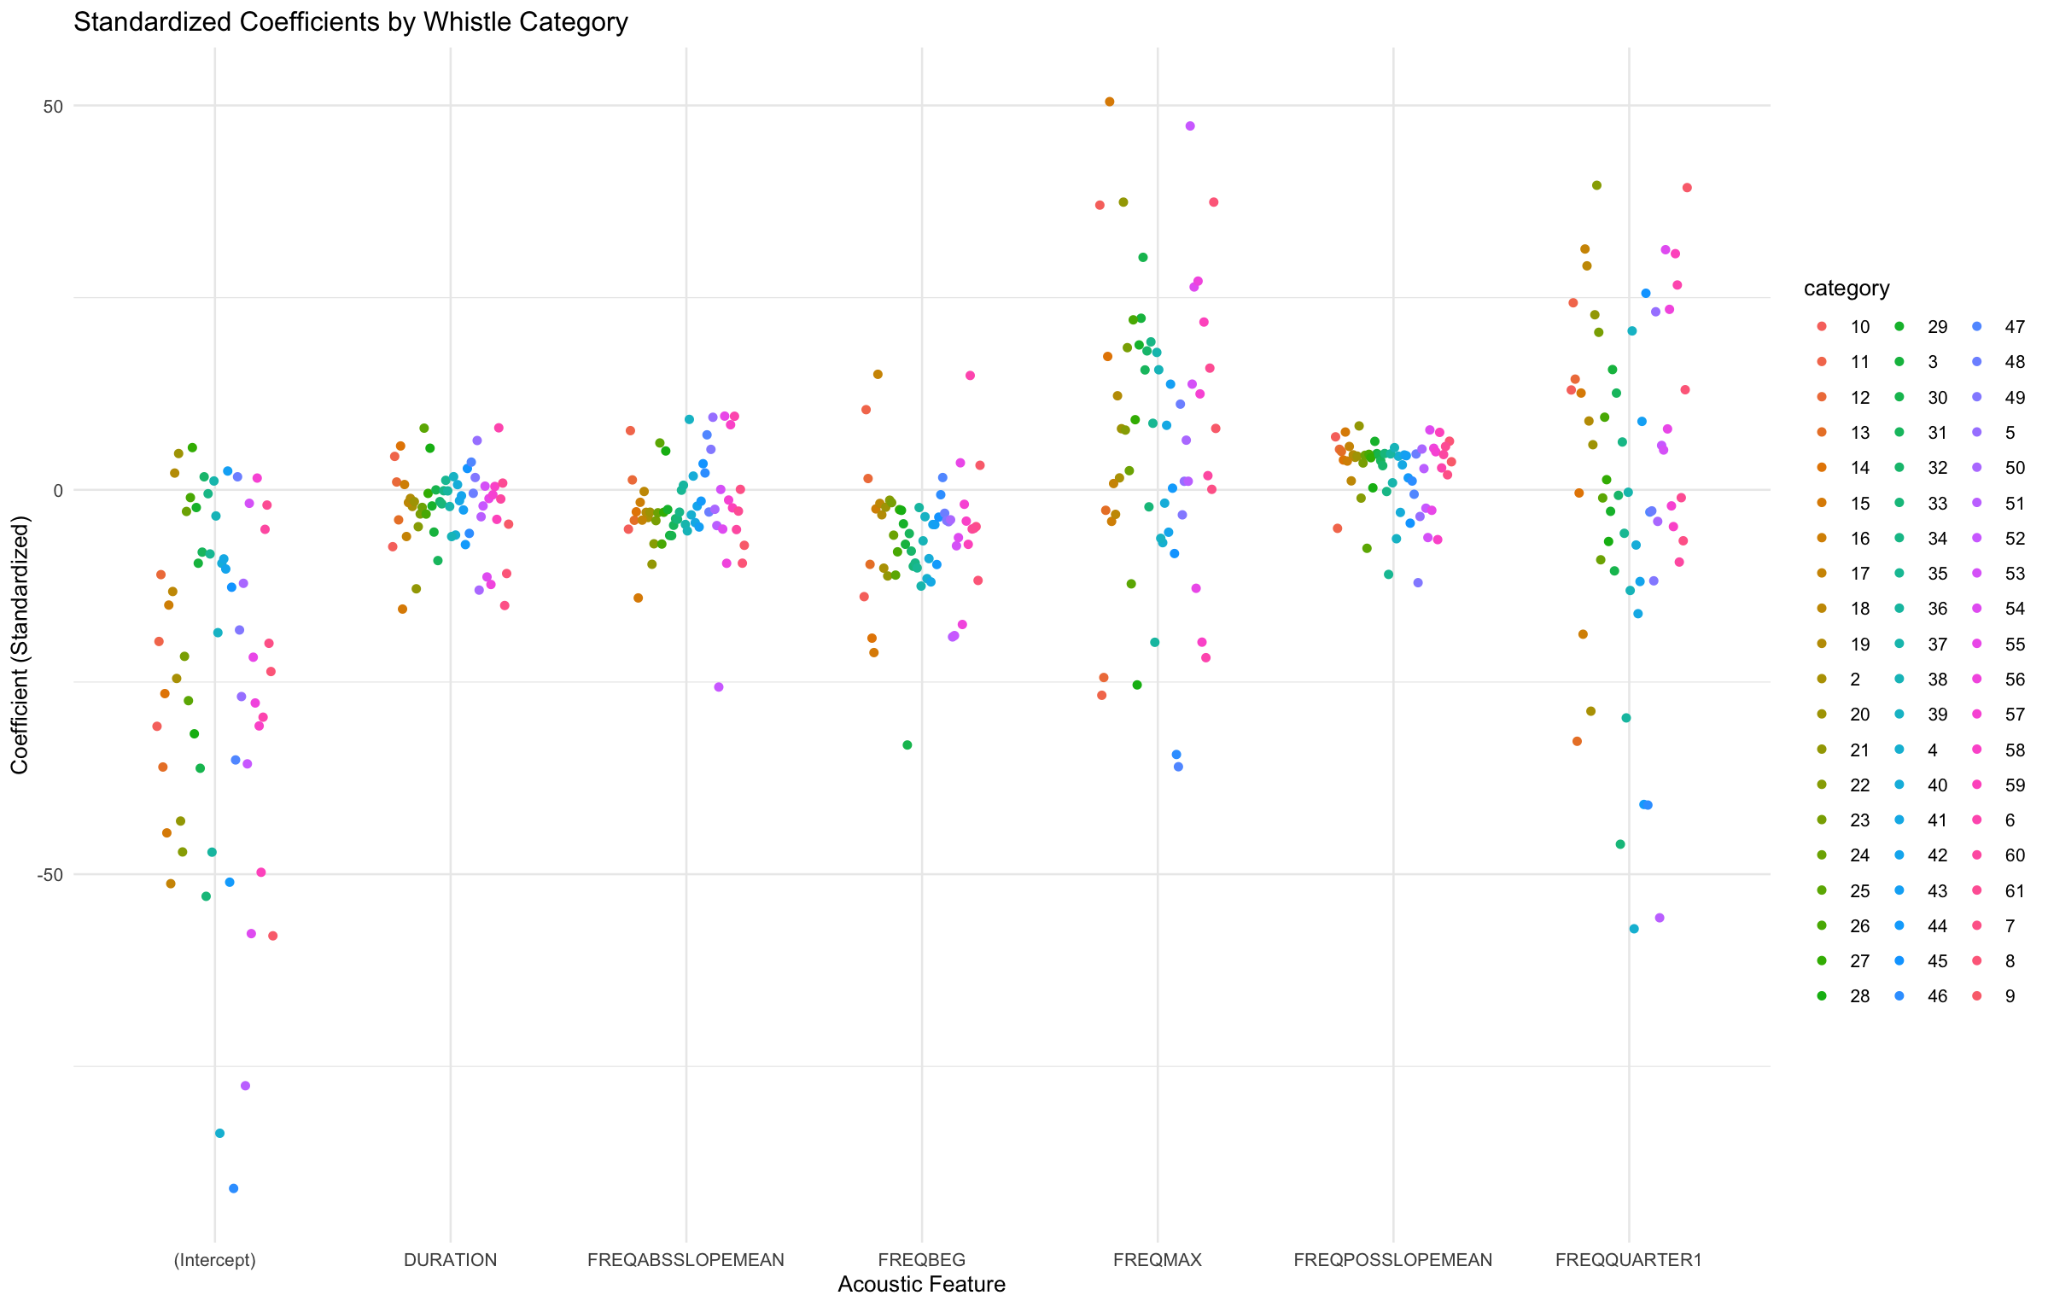 Standardized Coefficients by Whistle Category
50
0
-50
Coefficient (Standardized)
(Intercept) DURATION FREQABSSLOPEMEAN FREQBEG FREQMAX FREQPOSSLOPEMEAN FREQQUARTER1
Acoustic Feature
category
10 29 47
11 3 48
12 30 49
13 31 5
14 32 50
15 33 51
16 34 52
17 35 53
18 36 54
19 37 55
2 38 56
20 39 57
21 4 58
22 40 59
23 41 6
24 42 60
25 43 61
26 44 7
27 45 8
28 46 9